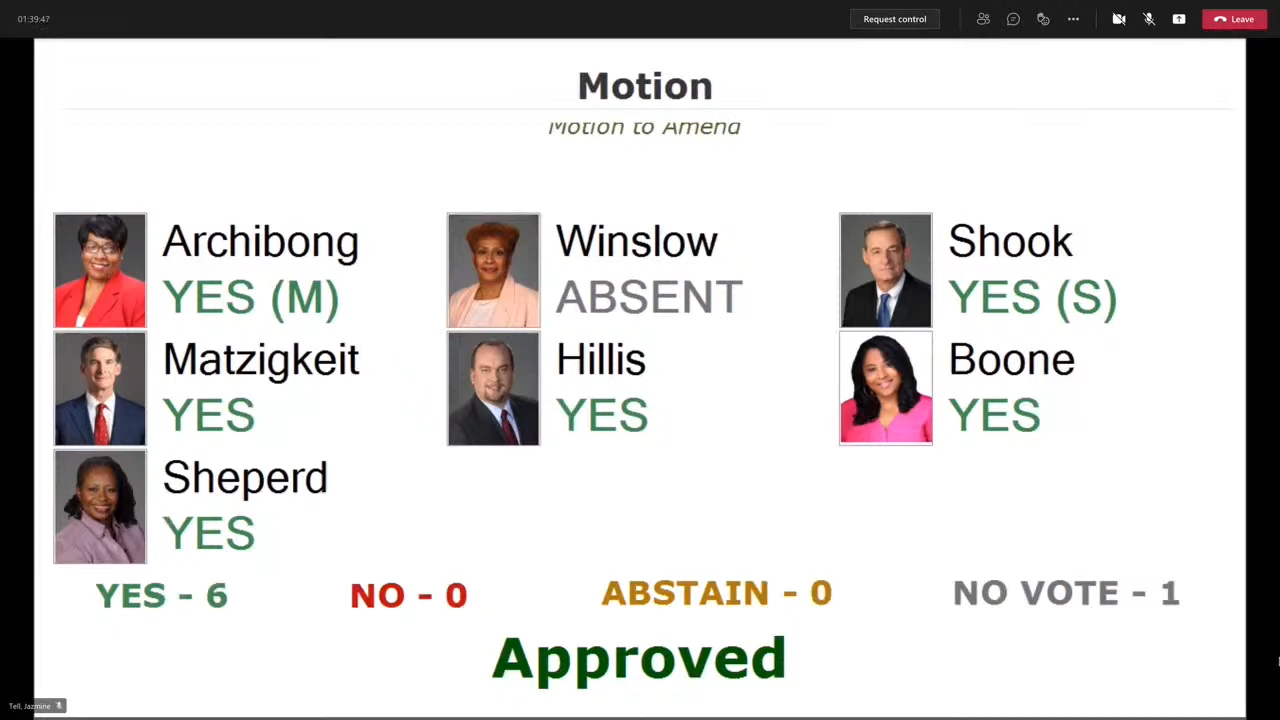 01:39:47
Request control
Leave
Motion
Motion to Amend
Archibong
YES (M)
Winslow
ABSENT
Shook
YES (S)
Matzigkeit
YES
Hillis
YES
Boone
YES
Sheperd
YES
YES - 6
NO - 0
ABSTAIN - 0
NO VOTE - 1
Approved
Tell, Jazmine